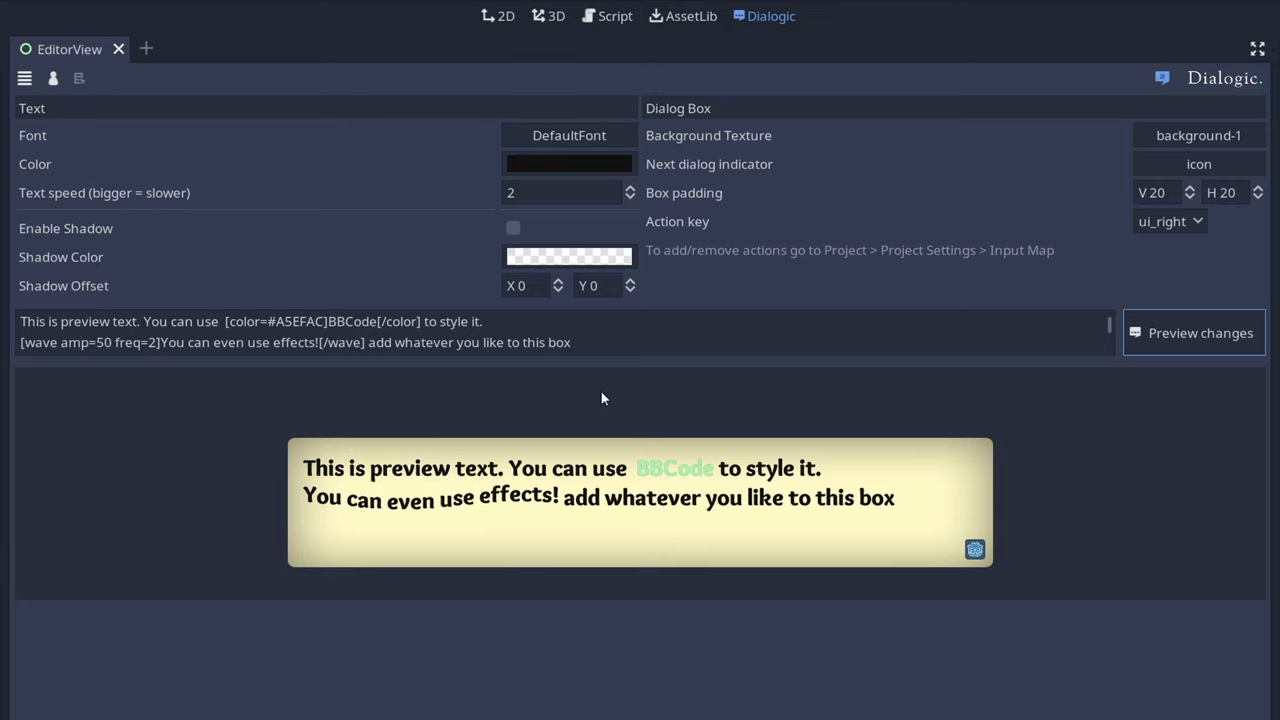 2D 3D Script AssetLib Dialogic
EditorView
Dialogic.
Text
Font DefaultFont
Color
Text speed (bigger = slower) 2
Enable Shadow
Shadow Color
Shadow Offset X 0 Y 0
Dialog Box
Background Texture background-1
Next dialog indicator icon
Box padding V 20 H 20
Action key ui_right
To add/remove actions go to Project > Project Settings > Input Map
This is preview text. You can use  [color=#A5EFAC]BBCode[/color] to style it.
[wave amp=50 freq=2]You can even use effects![/wave] add whatever you like to this box
Preview changes
This is preview text. You can use  BBCode to style it.
You can even use effects! add whatever you like to this box